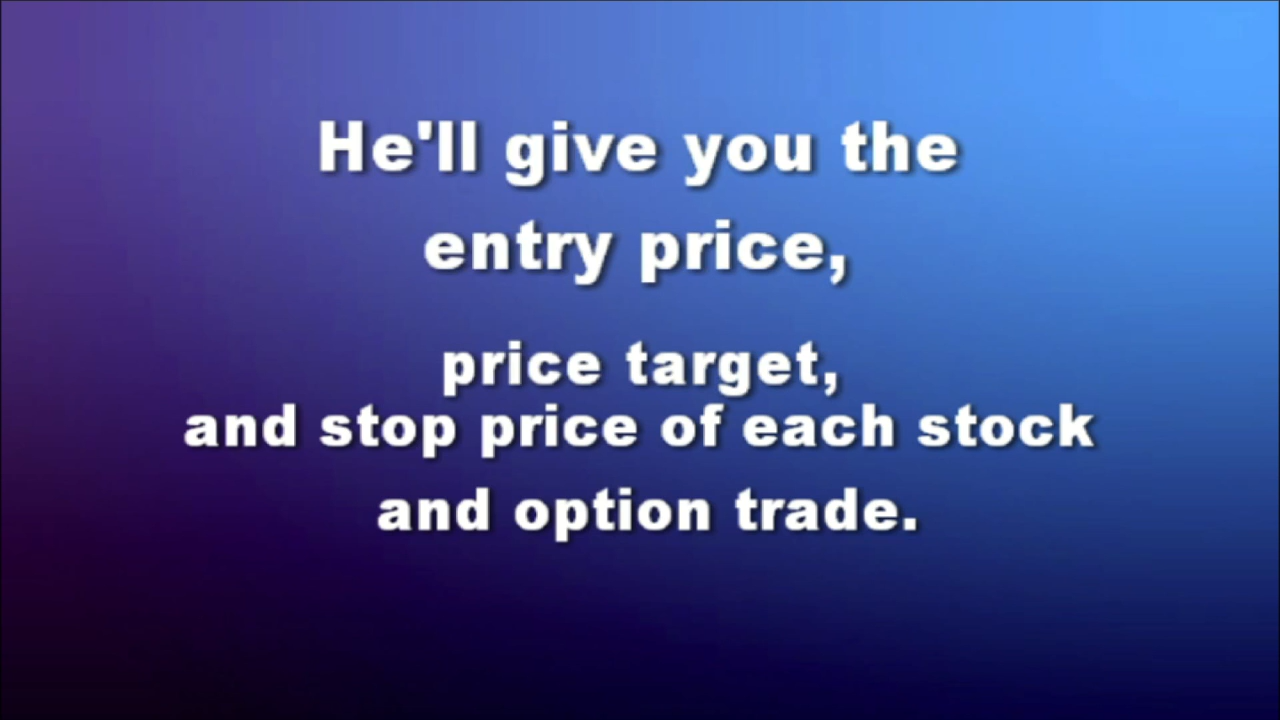 He'll give you the
entry price,
price target,
and stop price of each stock
and option trade.